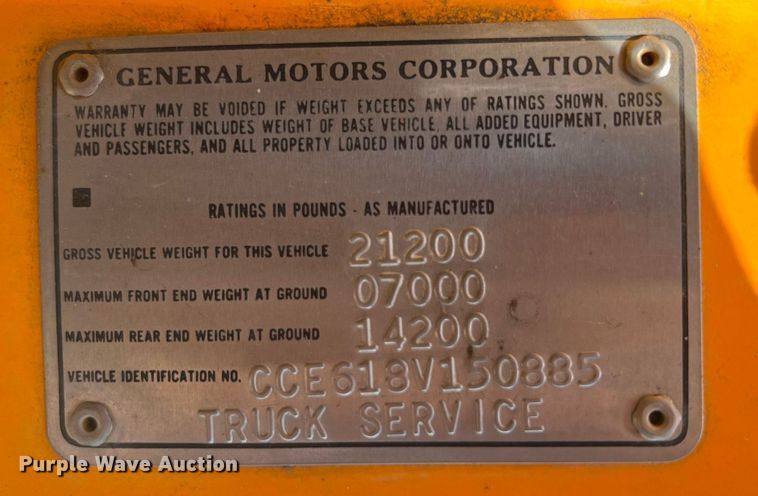 GENERAL MOTORS CORPORATION
WARRANTY MAY BE VOIDED IF WEIGHT EXCEEDS ANY OF RATINGS SHOWN. GROSS
VEHICLE WEIGHT INCLUDES WEIGHT OF BASE VEHICLE, ALL ADDED EQUIPMENT, DRIVER
AND PASSENGERS, AND ALL PROPERTY LOADED INTO OR ONTO VEHICLE.
RATINGS IN POUNDS - AS MANUFACTURED
GROSS VEHICLE WEIGHT FOR THIS VEHICLE 21200
MAXIMUM FRONT END WEIGHT AT GROUND 07000
MAXIMUM REAR END WEIGHT AT GROUND 14200
VEHICLE IDENTIFICATION NO. CCE618V150885
TRUCK SERVICE
Purple Wave Auction